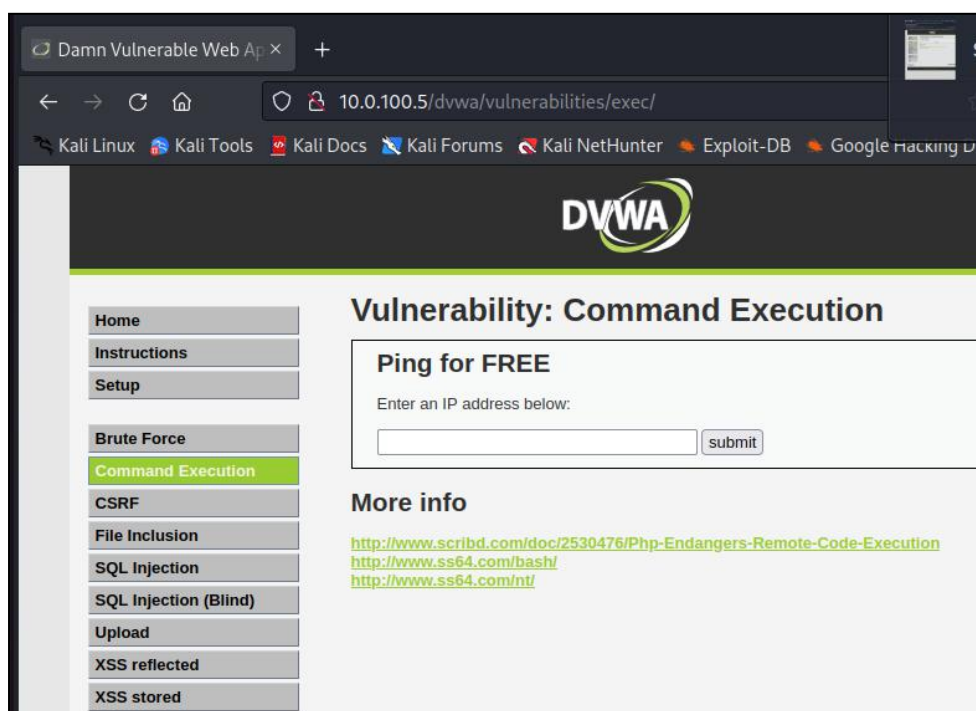 Damn Vulnerable Web Ap
10.0.100.5/dvwa/vulnerabilities/exec/
Kali Linux Kali Tools Kali Docs Kali Forums Kali NetHunter Exploit-DB Google Hacking D
DVWA
Home
Instructions
Setup
Brute Force
Command Execution
CSRF
File Inclusion
SQL Injection
SQL Injection (Blind)
Upload
XSS reflected
XSS stored
Vulnerability: Command Execution
Ping for FREE
Enter an IP address below:
submit
More info
http://www.scribd.com/doc/2530476/Php-Endangers-Remote-Code-Execution
http://www.ss64.com/bash/
http://www.ss64.com/nt/